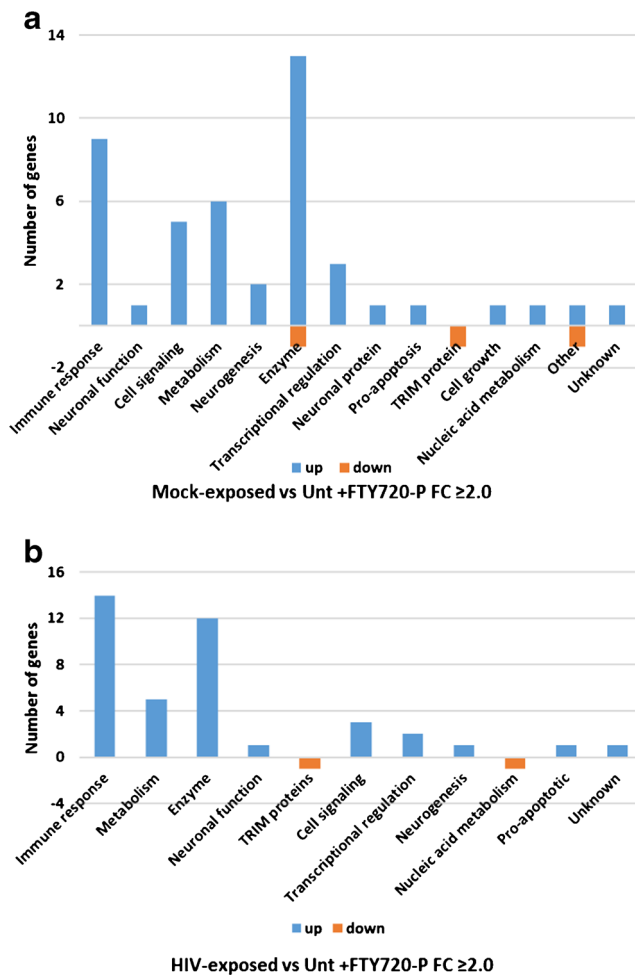 a
Number of genes
14
10
6
2
-2
Immune response
Neuronal function
Cell signaling
Metabolism
Neurogenesis
Enzyme
Transcriptional regulation
Neuronal protein
Pro-apoptosis
TRIM protein
Cell growth
Nucleic acid metabolism
Other
Unknown
up down
Mock-exposed vs Unt +FTY720-P FC ≥2.0
b
Number of genes
16
12
8
4
0
-4
Immune response
Metabolism
Enzyme
Neuronal function
TRIM proteins
Cell signaling
Transcriptional regulation
Neurogenesis
Nucleic acid metabolism
Pro-apoptotic
Unknown
up down
HIV-exposed vs Unt +FTY720-P FC ≥2.0